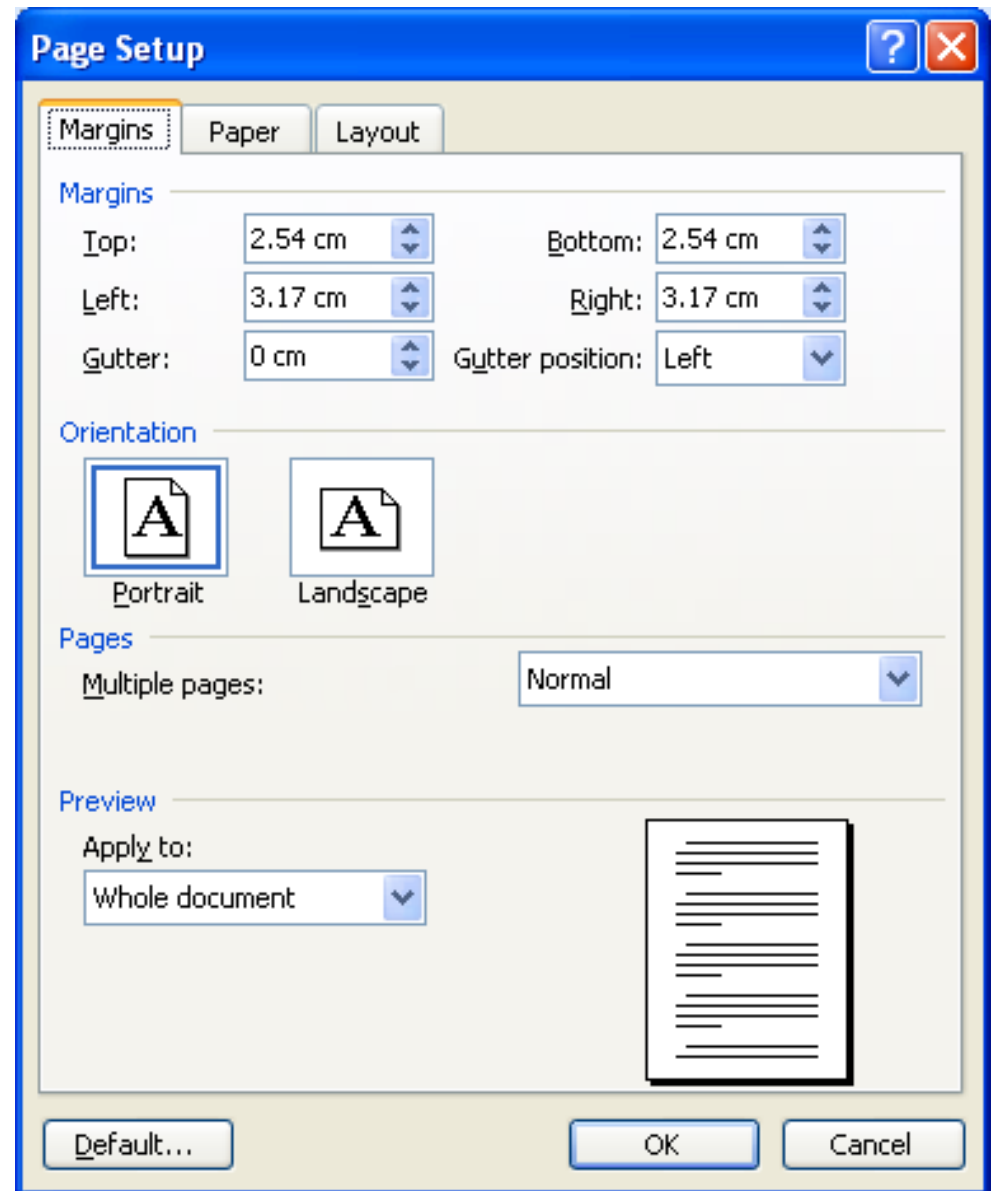 Page Setup
Margins Paper Layout
Margins
Top: 2.54 cm Bottom: 2.54 cm
Left: 3.17 cm Right: 3.17 cm
Gutter: 0 cm Gutter position: Left
Orientation
A A
Portrait Landscape
Pages
Multiple pages: Normal
Preview
Apply to:
Whole document
Default... OK Cancel